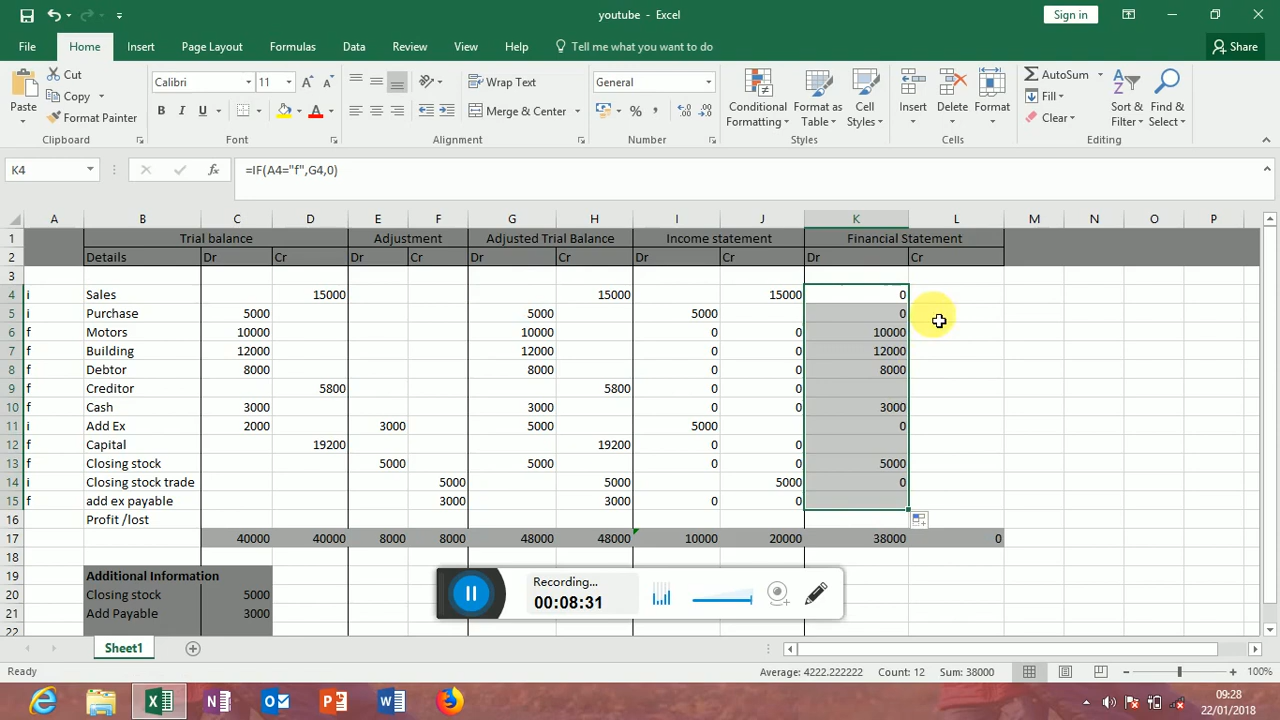 youtube - Excel
Sign in
File Home Insert Page Layout Formulas Data Review View Help Tell me what you want to do Share
Paste Cut Copy Format Painter
Calibri 11 B I U A A A
Wrap Text Merge & Center
General % ,
Conditional Formatting Format as Table Cell Styles
Insert Delete Format
AutoSum Fill Clear Sort & Filter Find & Select
Clipboard Font Alignment Number Styles Cells Editing
K4 fx =IF(A4="f",G4,0)
A B C D E F G H I J K L M N O P
1 Trial balance Adjustment Adjusted Trial Balance Income statement Financial Statement
2 Details Dr Cr Dr Cr Dr Cr Dr Cr Dr Cr
3
4 i Sales 15000 15000 15000 0
5 i Purchase 5000 5000 5000 0
6 f Motors 10000 10000 0 0 10000
7 f Building 12000 12000 0 0 12000
8 f Debtor 8000 8000 0 0 8000
9 f Creditor 5800 5800 0 0
10 f Cash 3000 3000 0 0 3000
11 i Add Ex 2000 3000 5000 5000 0
12 f Capital 19200 19200 0 0
13 f Closing stock 5000 5000 0 0 5000
14 i Closing stock trade 5000 5000 5000 0
15 f add ex payable 3000 3000 0 0
16 Profit /lost
17 40000 40000 8000 8000 48000 48000 10000 20000 38000 0
18
19 Additional Information
20 Closing stock 5000
21 Add Payable 3000
22
Recording...
00:08:31
Sheet1
Ready Average: 4222.222222 Count: 12 Sum: 38000 100%
09:28
22/01/2018